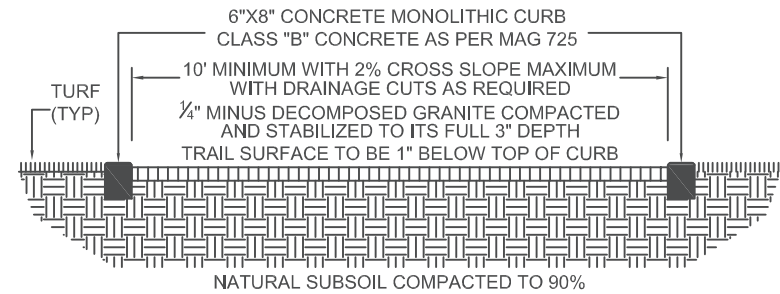 6"X8" CONCRETE MONOLITHIC CURB
CLASS "B" CONCRETE AS PER MAG 725
10' MINIMUM WITH 2% CROSS SLOPE MAXIMUM
WITH DRAINAGE CUTS AS REQUIRED
TURF
(TYP)
¼" MINUS DECOMPOSED GRANITE COMPACTED
AND STABILIZED TO ITS FULL 3" DEPTH
TRAIL SURFACE TO BE 1" BELOW TOP OF CURB
NATURAL SUBSOIL COMPACTED TO 90%